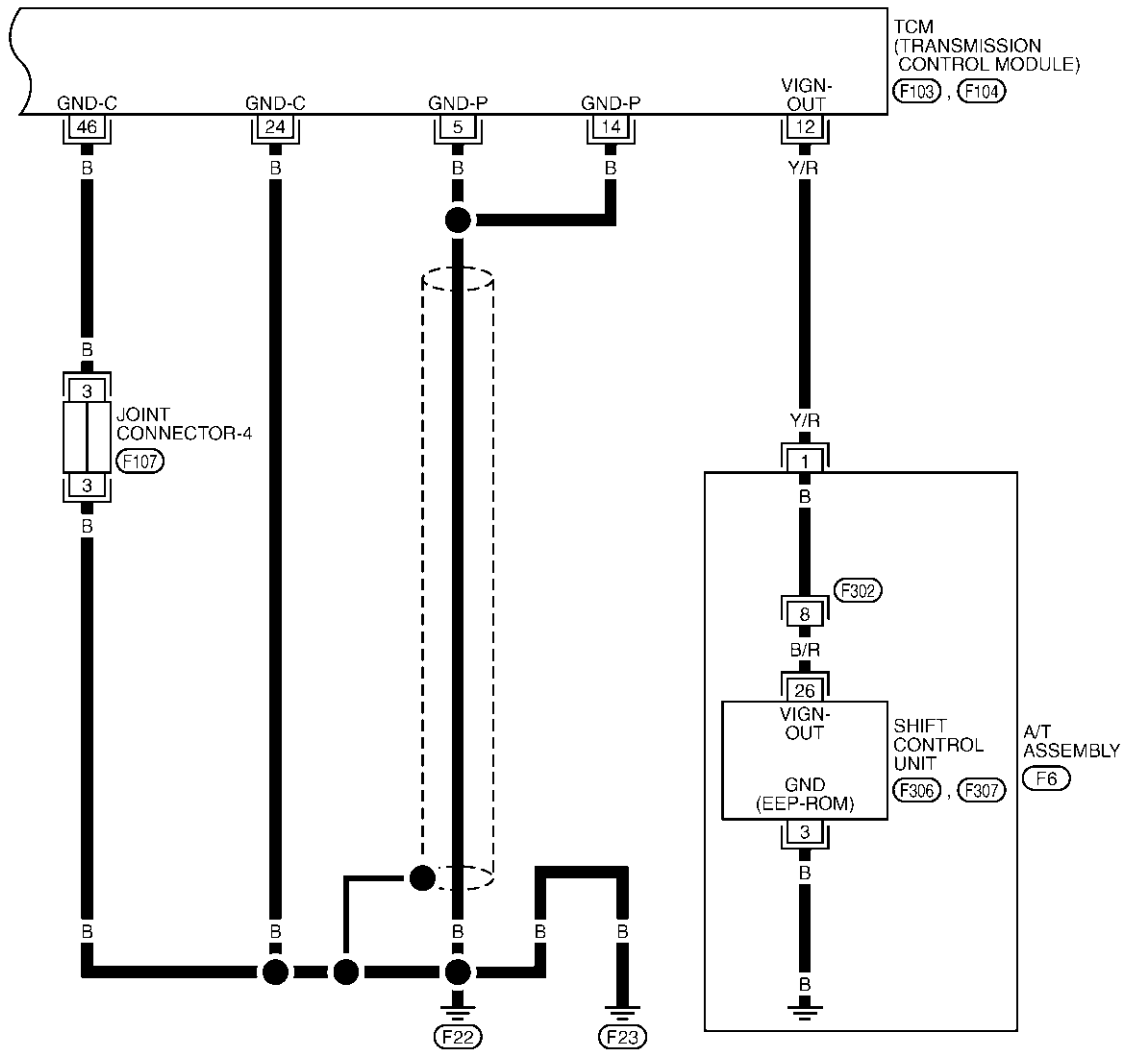 TCM
(TRANSMISSION
CONTROL MODULE)
F103 , F104
GND-C
GND-C
GND-P
GND-P
VIGN-
OUT
46
24
5
14
12
B
B
B
B
Y/R
B
3
JOINT
CONNECTOR-4
F107
3
B
Y/R
1
B
F302
8
B/R
26
VIGN-
OUT
SHIFT
CONTROL
UNIT
F306 , F307
A/T
ASSEMBLY
F6
GND
(EEP-ROM)
3
B
B
B
B
B
B
B
F22
F23